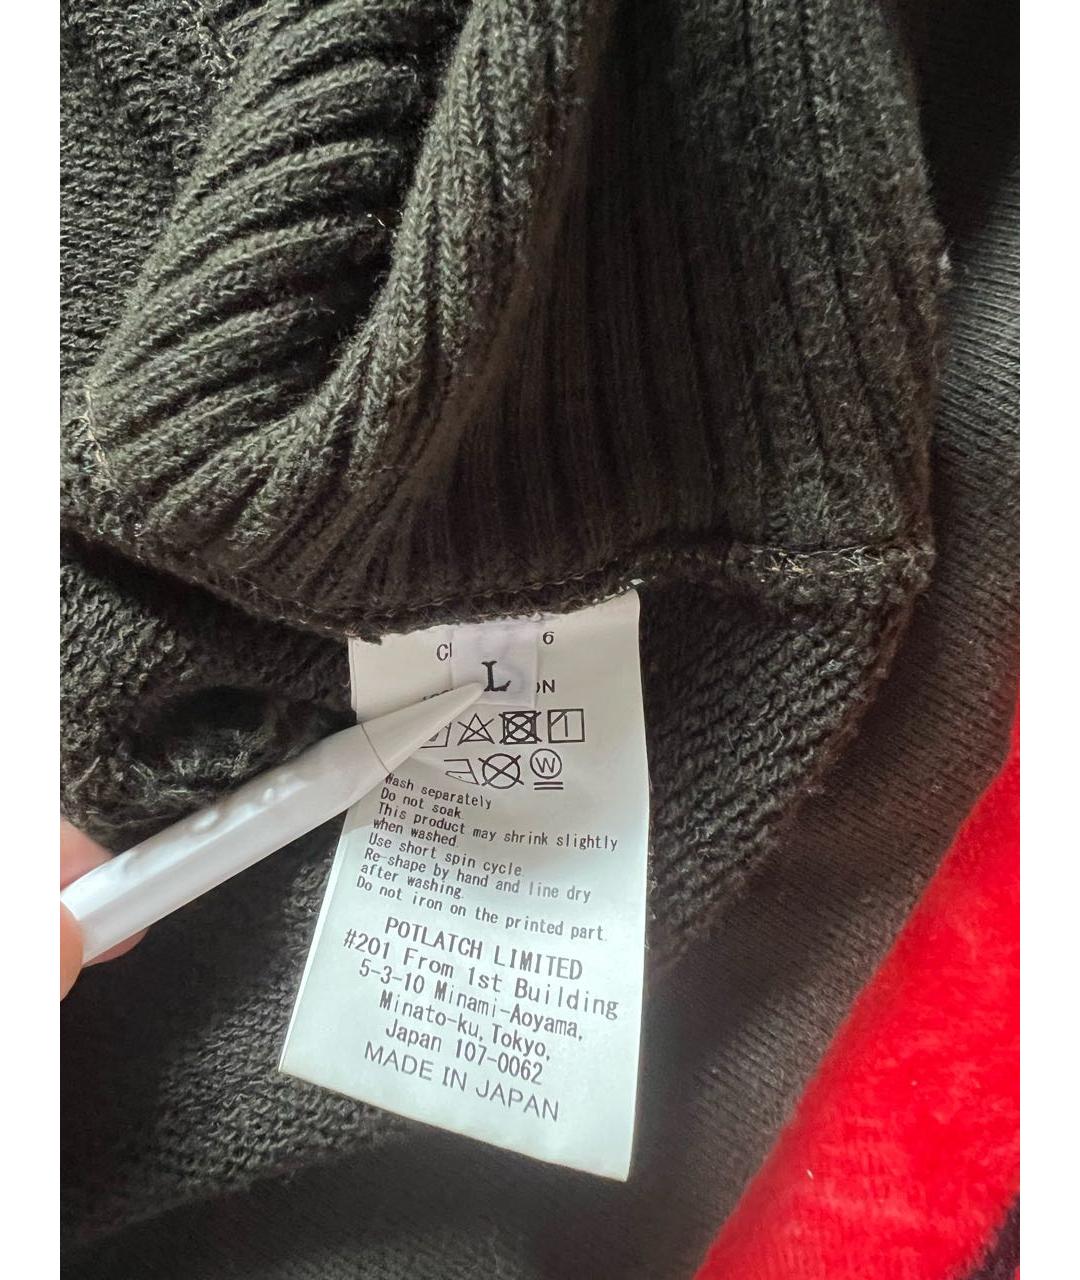 6
L
W
Wash separately
Do not soak.
This product may shrink slightly
when washed.
Use short spin cycle.
Re-shape by hand and line dry
after washing.
Do not iron on the printed part.
POTLATCH LIMITED
#201 From 1st Building
5-3-10 Minami-Aoyama,
Minato-ku, Tokyo,
Japan 107-0062
MADE IN JAPAN